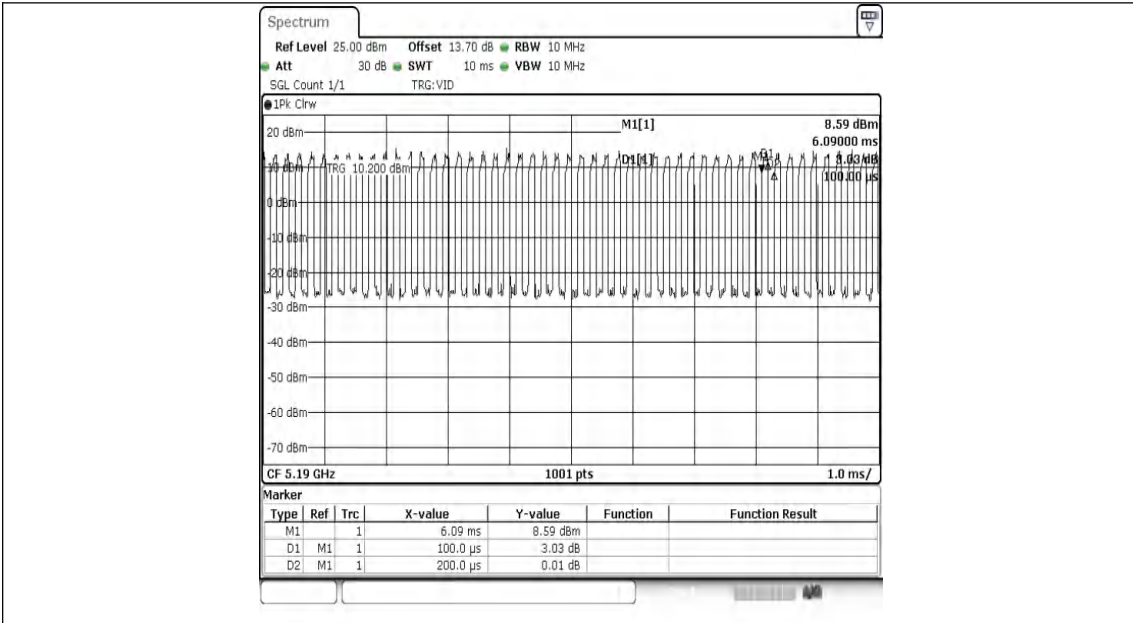 Spectrum
Ref Level 25.00 dBm Offset 13.70 dB RBW 10 MHz
Att 30 dB SWT 10 ms VBW 10 MHz
SGL Count 1/1 TRG:VID
1Pk Clrw
M1[1] 8.59 dBm
20 dBm
6.09000 ms
D1[1] 3.03 dB
10 dBm
TRG 10.200 dBm
100.00 µs
0 dBm
-10 dBm
-20 dBm
-30 dBm
-40 dBm
-50 dBm
-60 dBm
-70 dBm
CF 5.19 GHz 1001 pts 1.0 ms/
Marker
Type Ref Trc X-value Y-value Function Function Result
M1 1 6.09 ms 8.59 dBm
D1 M1 1 100.0 µs 3.03 dB
D2 M1 1 200.0 µs 0.01 dB